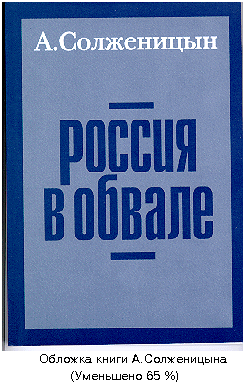 А.Солженицын
РОССИЯ
В ОБВАЛЕ
Обложка книги А.Солженицына
(Уменьшено 65 %)